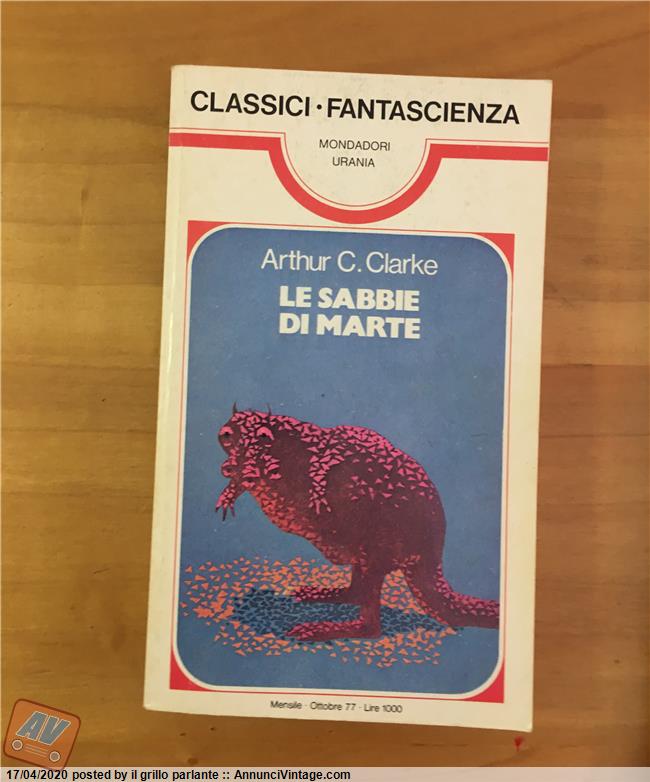 CLASSICI • FANTASCIENZA
MONDADORI
URANIA
Arthur C. Clarke
LE SABBIE
DI MARTE
Mensile · Ottobre 77 · Lire 1000
AV
17/04/2020 posted by il grillo parlante :: AnnunciVintage.com